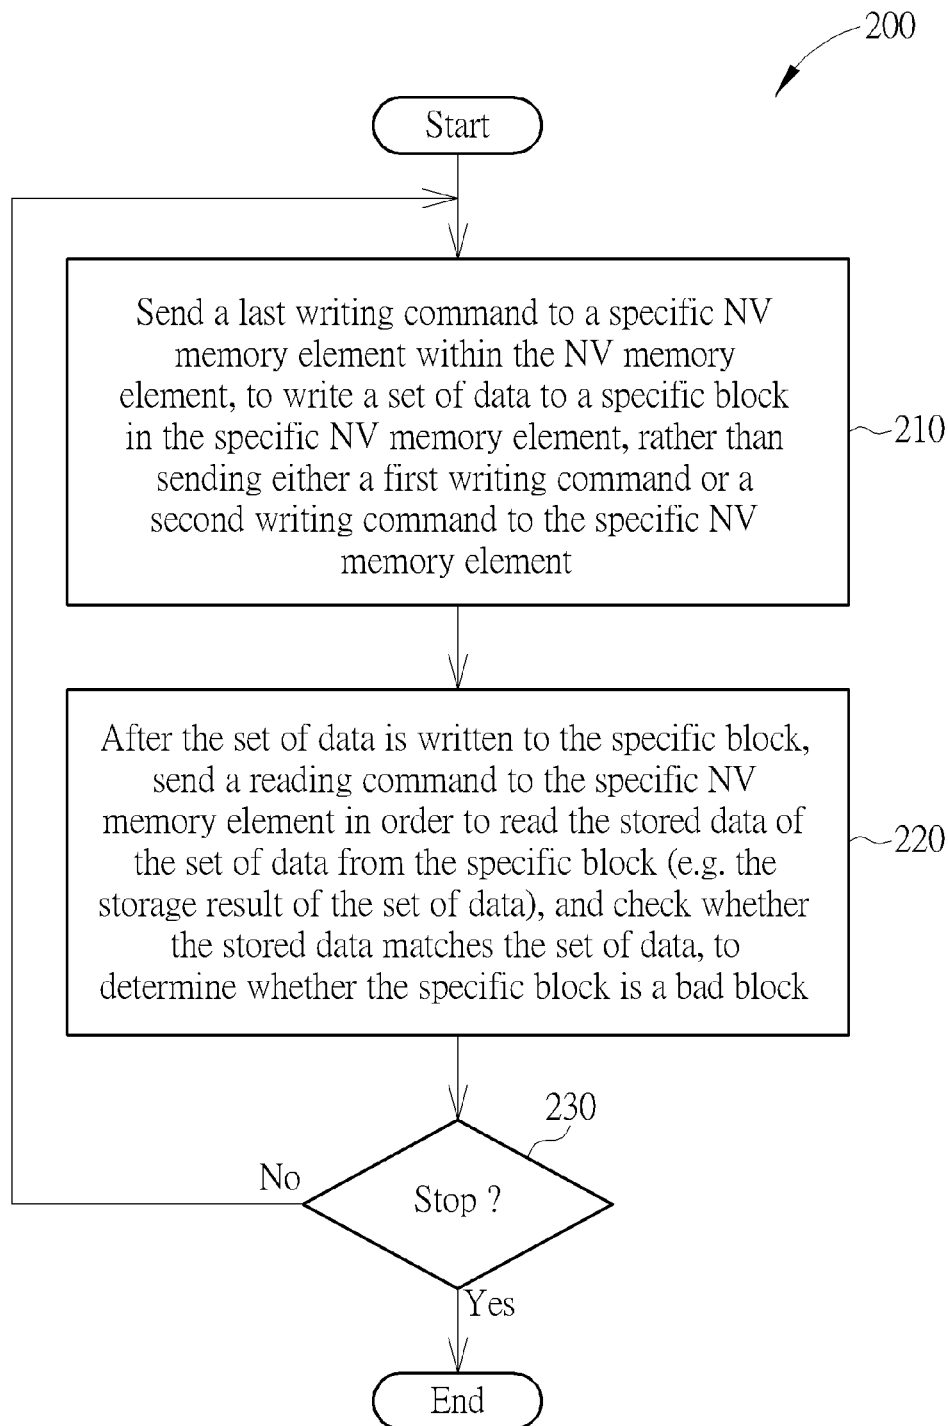 200
Start
Send a last writing command to a specific NV
memory element within the NV memory
element, to write a set of data to a specific block
in the specific NV memory element, rather than
sending either a first writing command or a
second writing command to the specific NV
memory element
210
After the set of data is written to the specific block,
send a reading command to the specific NV
memory element in order to read the stored data of
the set of data from the specific block (e.g. the
storage result of the set of data), and check whether
the stored data matches the set of data, to
determine whether the specific block is a bad block
220
230
No
Stop ?
Yes
End